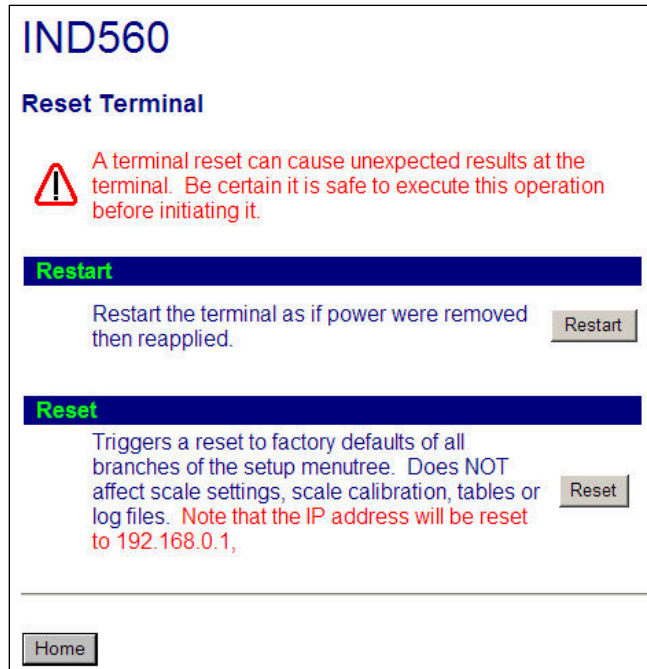 IND560
Reset Terminal
A terminal reset can cause unexpected results at the
terminal. Be certain it is safe to execute this operation
before initiating it.
Restart
Restart the terminal as if power were removed
then reapplied.
Restart
Reset
Triggers a reset to factory defaults of all
branches of the setup menutree. Does NOT
affect scale settings, scale calibration, tables or
log files. Note that the IP address will be reset
to 192.168.0.1,
Reset
Home